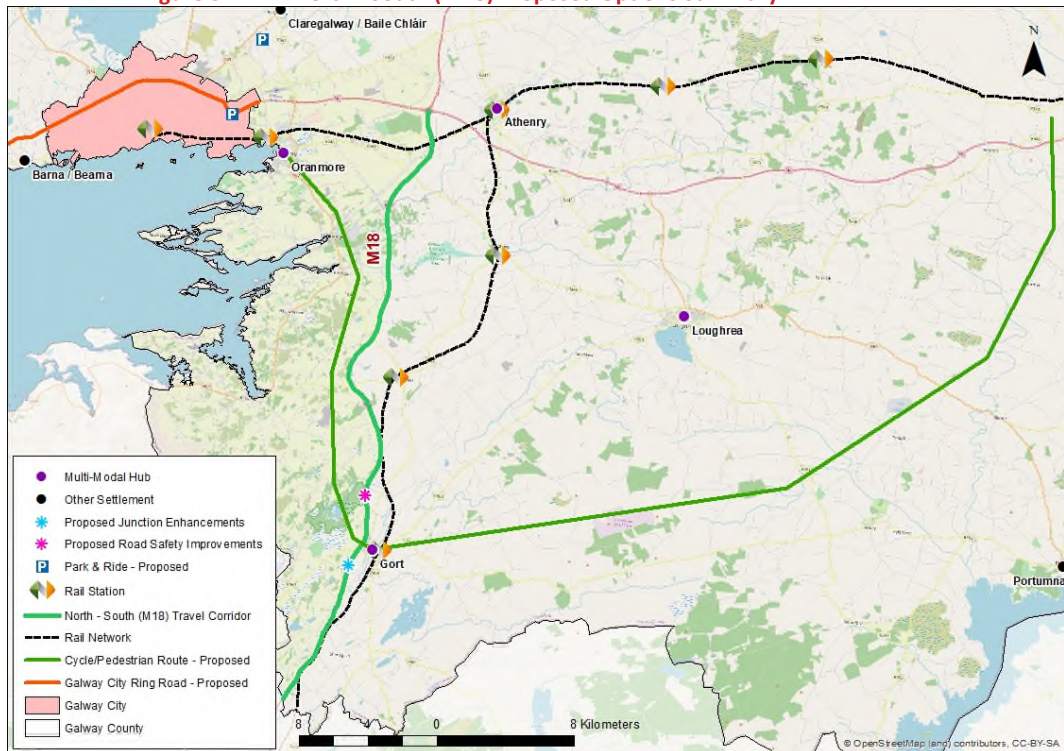 Claregalway / Baile Chláir
N
P
P
Athenry
Oranmore
Barna / Bearna
M18
Loughrea
Gort
Portumna
Multi-Modal Hub
Other Settlement
Proposed Junction Enhancements
Proposed Road Safety Improvements
P Park & Ride - Proposed
Rail Station
North - South (M18) Travel Corridor
Rail Network
Cycle/Pedestrian Route - Proposed
Galway City Ring Road - Proposed
Galway City
Galway County
8 4 0 8 Kilometers
© OpenStreetMap (and) contributors, CC-BY-SA